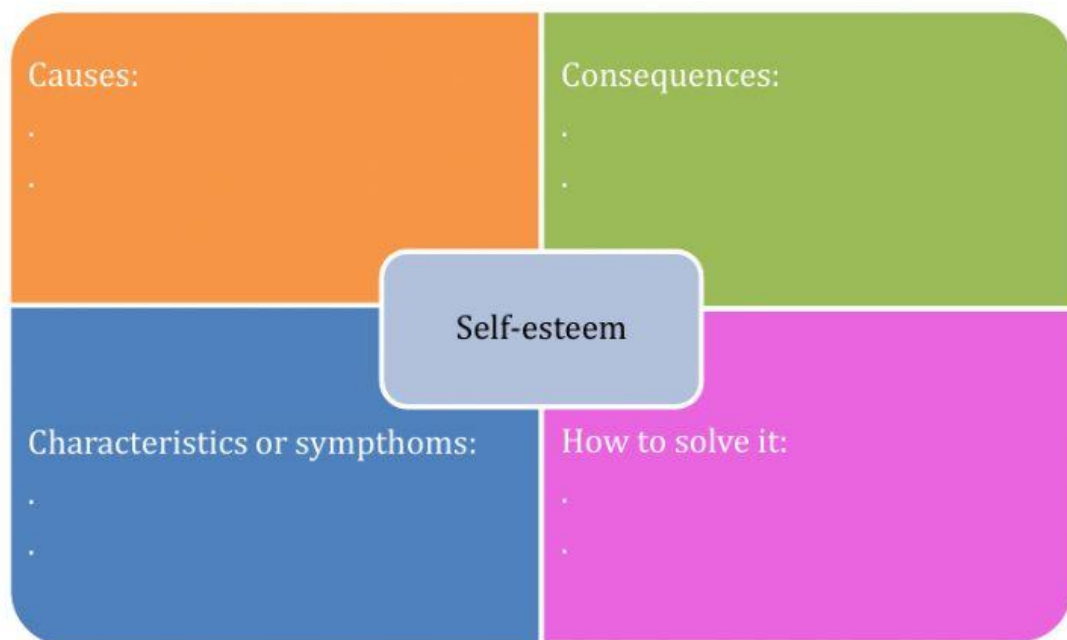 Causes:
.
.
Consequences:
.
.
Self-esteem
Characteristics or sympthoms:
.
.
How to solve it:
.
.